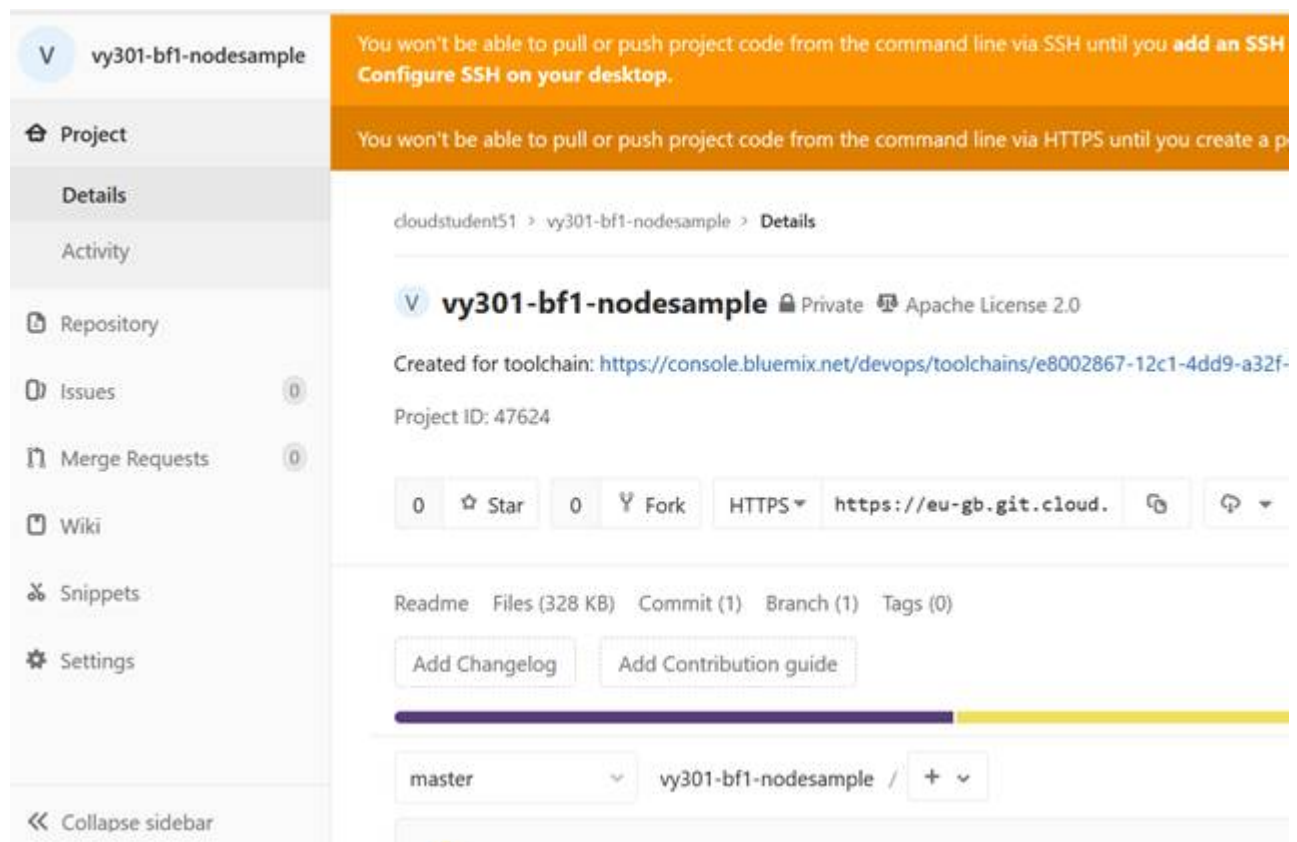 V vy301-bf1-nodesample
Project
Details
Activity
Repository
Issues 0
Merge Requests 0
Wiki
Snippets
Settings
Collapse sidebar
You won't be able to pull or push project code from the command line via SSH until you add an SSH
Configure SSH on your desktop.
You won't be able to pull or push project code from the command line via HTTPS until you create a
cloudstudent51 > vy301-bf1-nodesample > Details
V vy301-bf1-nodesample Private Apache License 2.0
Created for toolchain: https://console.bluemix.net/devops/toolchains/e8002867-12c1-4dd9-a32f-
Project ID: 47624
0 Star 0 Fork HTTPS https://eu-gb.git.cloud.
Readme Files (328 KB) Commit (1) Branch (1) Tags (0)
Add Changelog Add Contribution guide
master vy301-bf1-nodesample / +